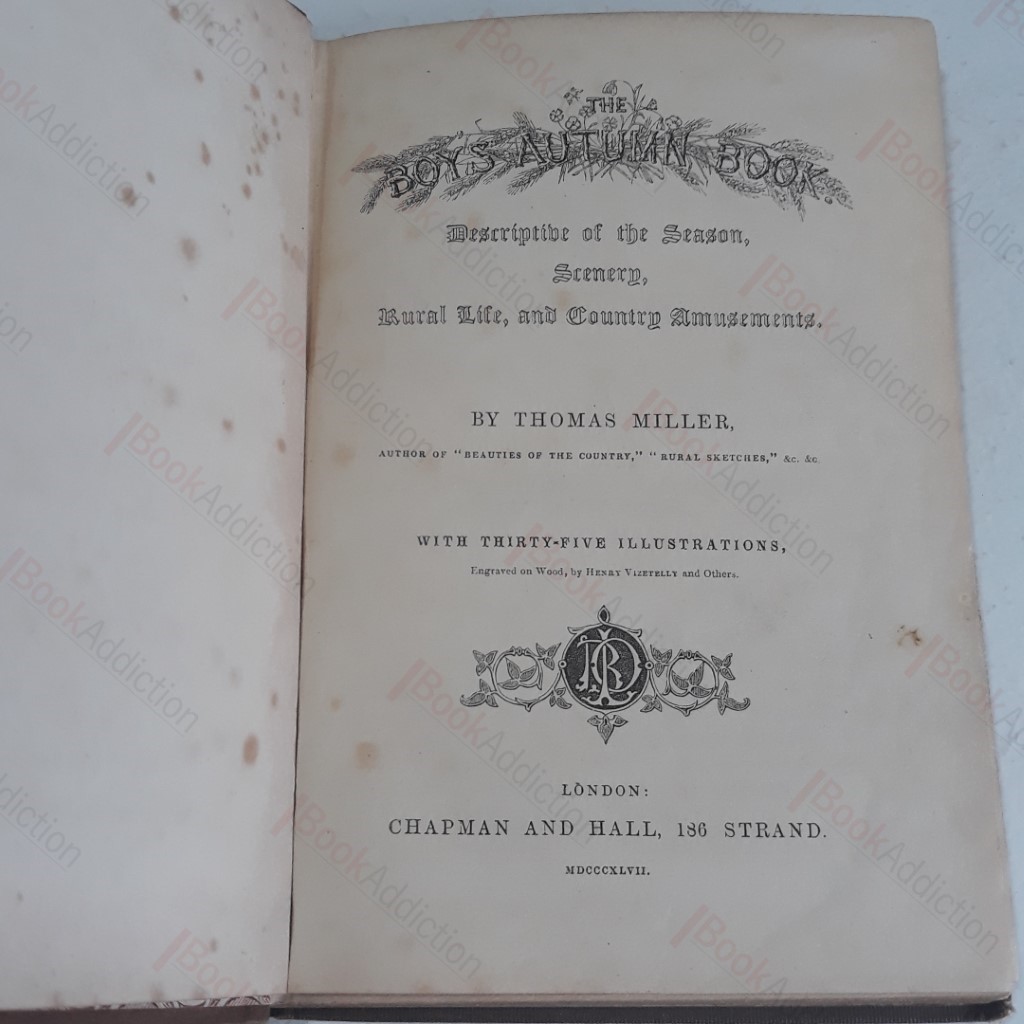 THE
BOY'S AUTUMN BOOK.
Descriptive of the Season,
Scenery,
Rural Life, and Country Amusements.
BY THOMAS MILLER,
AUTHOR OF "BEAUTIES OF THE COUNTRY," "RURAL SKETCHES," &c. &c.
WITH THIRTY-FIVE ILLUSTRATIONS,
Engraved on Wood, by HENRY VIZETELLY and Others.
LONDON:
CHAPMAN AND HALL, 186 STRAND.
MDCCCXLVII.
BookAddiction